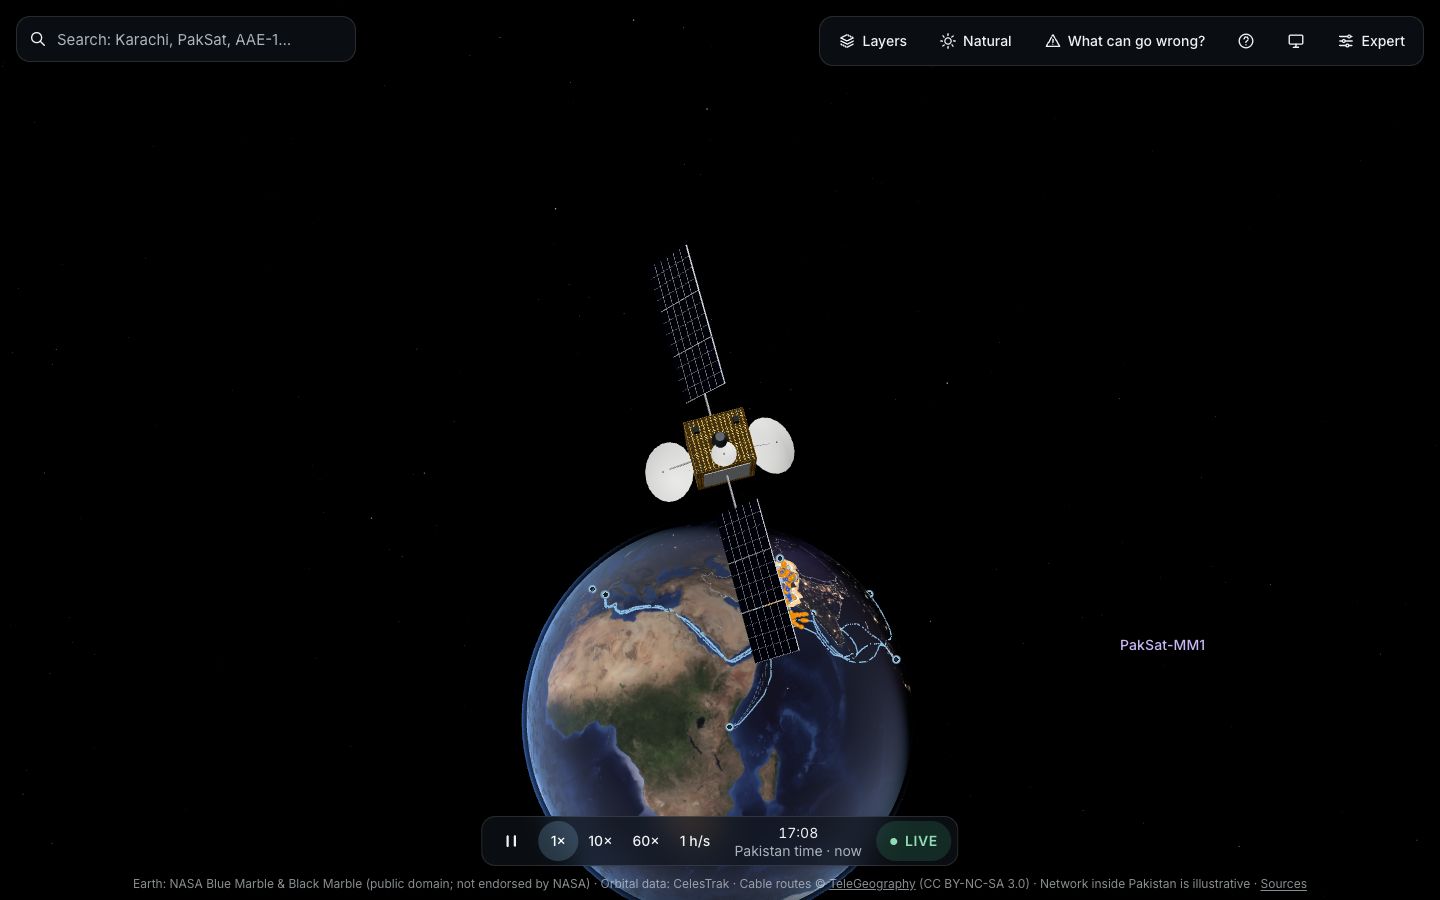 Search: Karachi, PakSat, AAE-1...
Layers
Natural
What can go wrong?
Expert
PakSat-MM1
1×
10×
60×
1 h/s
17:08
Pakistan time · now
LIVE
Earth: NASA Blue Marble & Black Marble (public domain; not endorsed by NASA) · Orbital data: CelesTrak · Cable routes © TeleGeography (CC BY-NC-SA 3.0) · Network inside Pakistan is illustrative · Sources